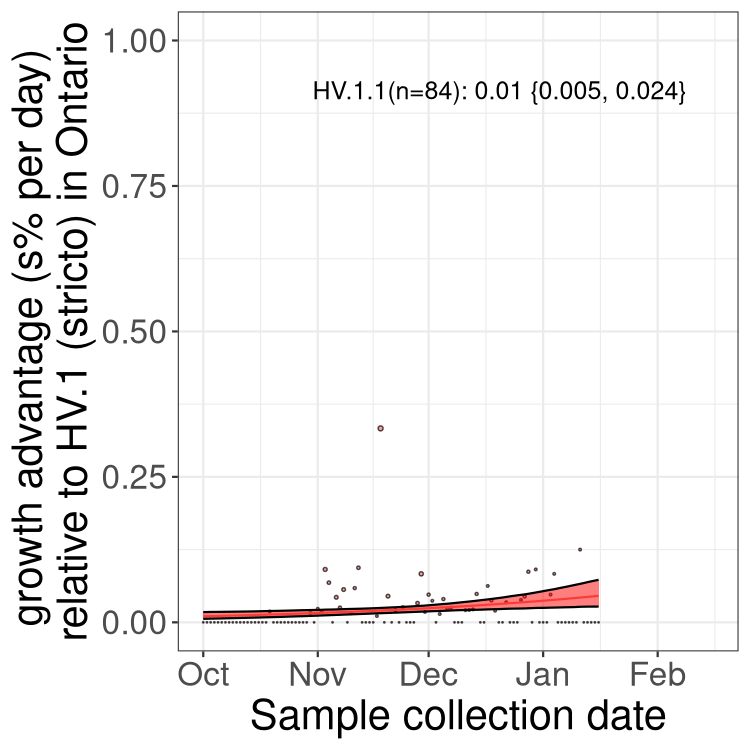 growth advantage (s% per day)
relative to HV.1 (stricto) in Ontario
1.00
0.75
0.50
0.25
0.00
HV.1.1(n=84): 0.01 {0.005, 0.024}
Oct Nov Dec Jan Feb
Sample collection date